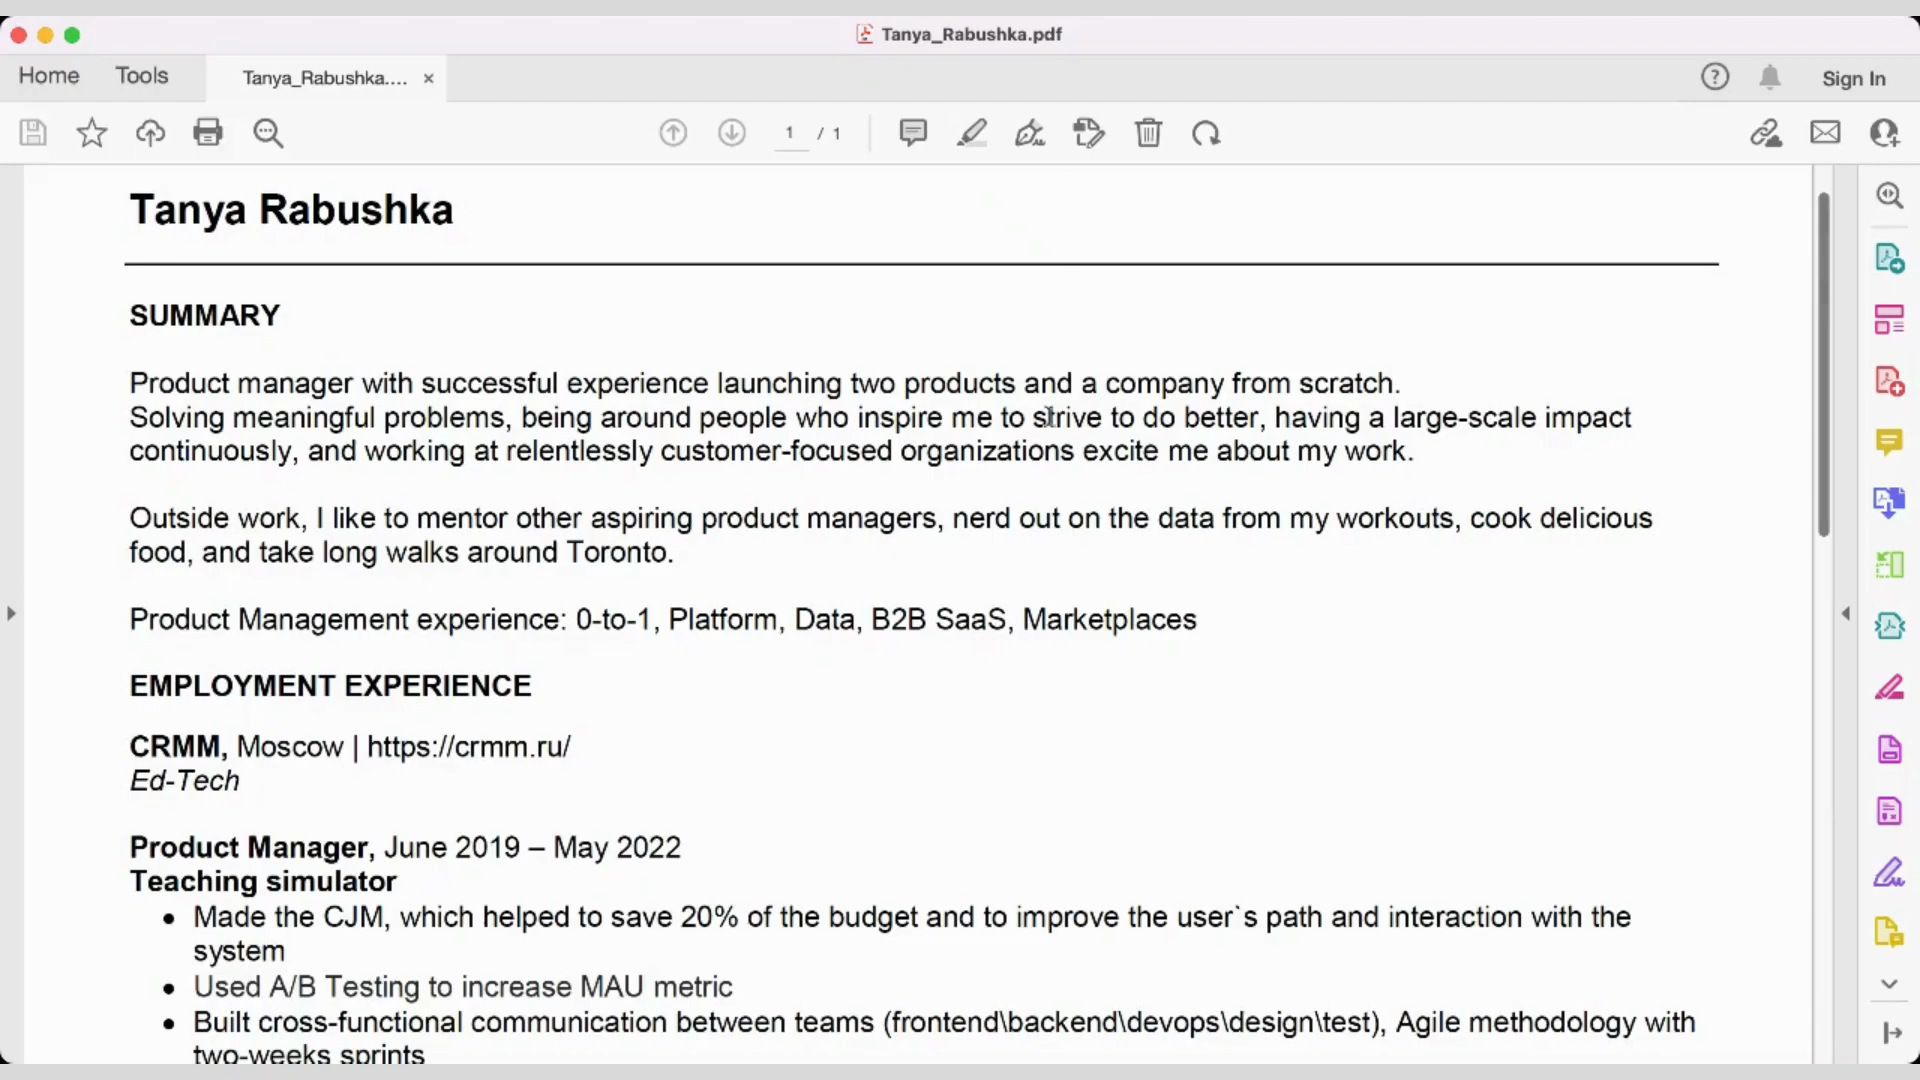 Tanya_Rabushka.pdf
Home Tools Tanya_Rabushka.... × Sign In
1 / 1
Tanya Rabushka
SUMMARY
Product manager with successful experience launching two products and a company from scratch.
Solving meaningful problems, being around people who inspire me to strive to do better, having a large-scale impact
continuously, and working at relentlessly customer-focused organizations excite me about my work.
Outside work, I like to mentor other aspiring product managers, nerd out on the data from my workouts, cook delicious
food, and take long walks around Toronto.
Product Management experience: 0-to-1, Platform, Data, B2B SaaS, Marketplaces
EMPLOYMENT EXPERIENCE
CRMM, Moscow | https://crmm.ru/
Ed-Tech
Product Manager, June 2019 – May 2022
Teaching simulator
• Made the CJM, which helped to save 20% of the budget and to improve the user`s path and interaction with the
system
• Used A/B Testing to increase MAU metric
• Built cross-functional communication between teams (frontend\backend\devops\design\test), Agile methodology with
two-weeks sprints